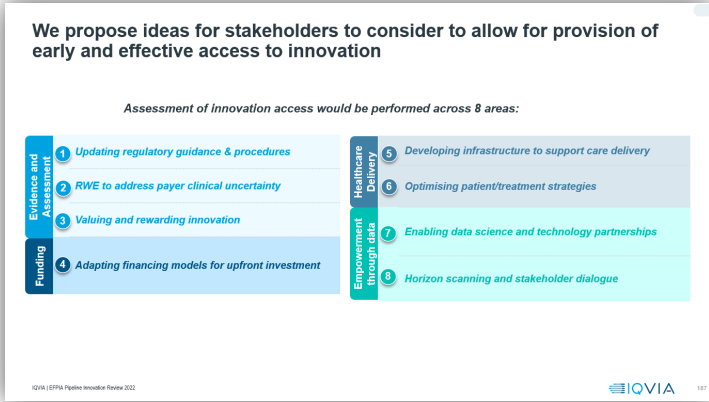 We propose ideas for stakeholders to consider to allow for provision of
early and effective access to innovation
Assessment of innovation access would be performed across 8 areas:
Evidence and
Assessment
1 Updating regulatory guidance & procedures
2 RWE to address payer clinical uncertainty
3 Valuing and rewarding innovation
Funding
4 Adapting financing models for upfront investment
Healthcare
Delivery
5 Developing infrastructure to support care delivery
6 Optimising patient/treatment strategies
Empowerment
through data
7 Enabling data science and technology partnerships
8 Horizon scanning and stakeholder dialogue
IQVIA | EFPIA Pipeline Innovation Review 2022
IQVIA
187